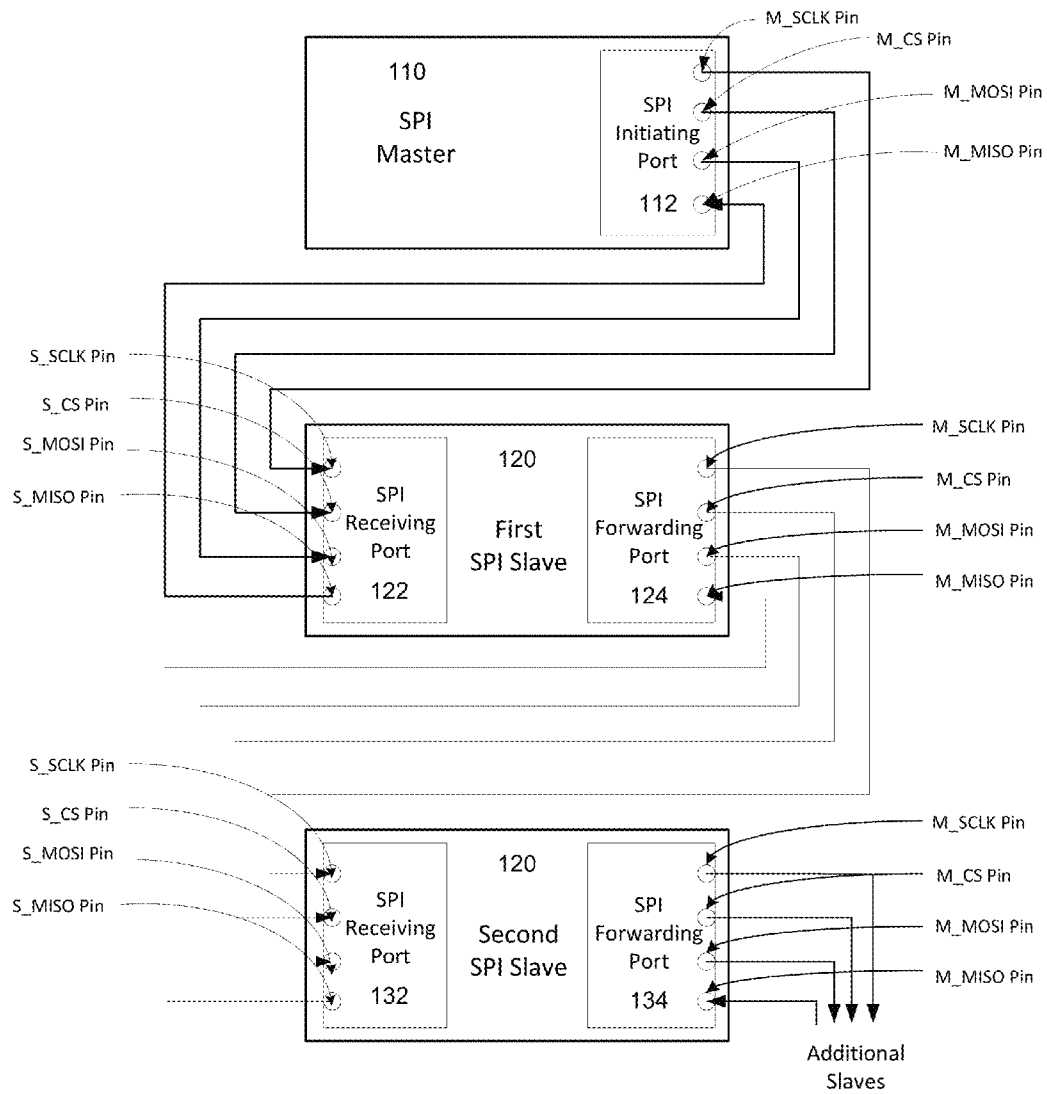 M_SCLK Pin
M_CS Pin
M_MOSI Pin
M_MISO Pin
110
SPI
Master
SPI
Initiating
Port
112
S_SCLK Pin
S_CS Pin
S_MOSI Pin
S_MISO Pin
SPI
Receiving
Port
122
120
First
SPI Slave
SPI
Forwarding
Port
124
M_SCLK Pin
M_CS Pin
M_MOSI Pin
M_MISO Pin
S_SCLK Pin
S_CS Pin
S_MOSI Pin
S_MISO Pin
SPI
Receiving
Port
132
120
Second
SPI Slave
SPI
Forwarding
Port
134
M_SCLK Pin
M_CS Pin
M_MOSI Pin
M_MISO Pin
Additional
Slaves